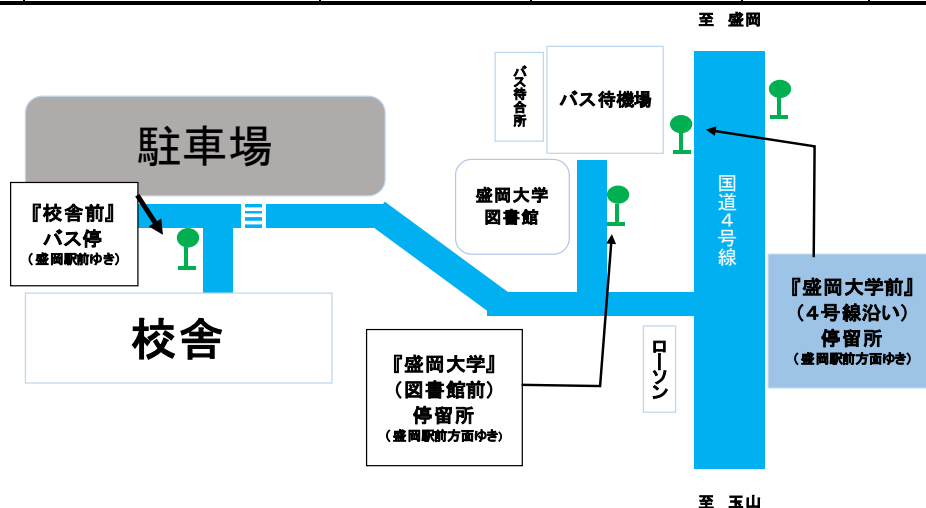 至 盛岡
バス待合所
バス待機場
駐車場
盛岡大学
図書館
国道４号線
『校舎前』
バス停
(盛岡駅前ゆき)
『盛岡大学前』
(４号線沿い)
停留所
(盛岡駅前方面ゆき)
校舎
ローソン
『盛岡大学』
(図書館前)
停留所
(盛岡駅前方面ゆき)
至 玉山